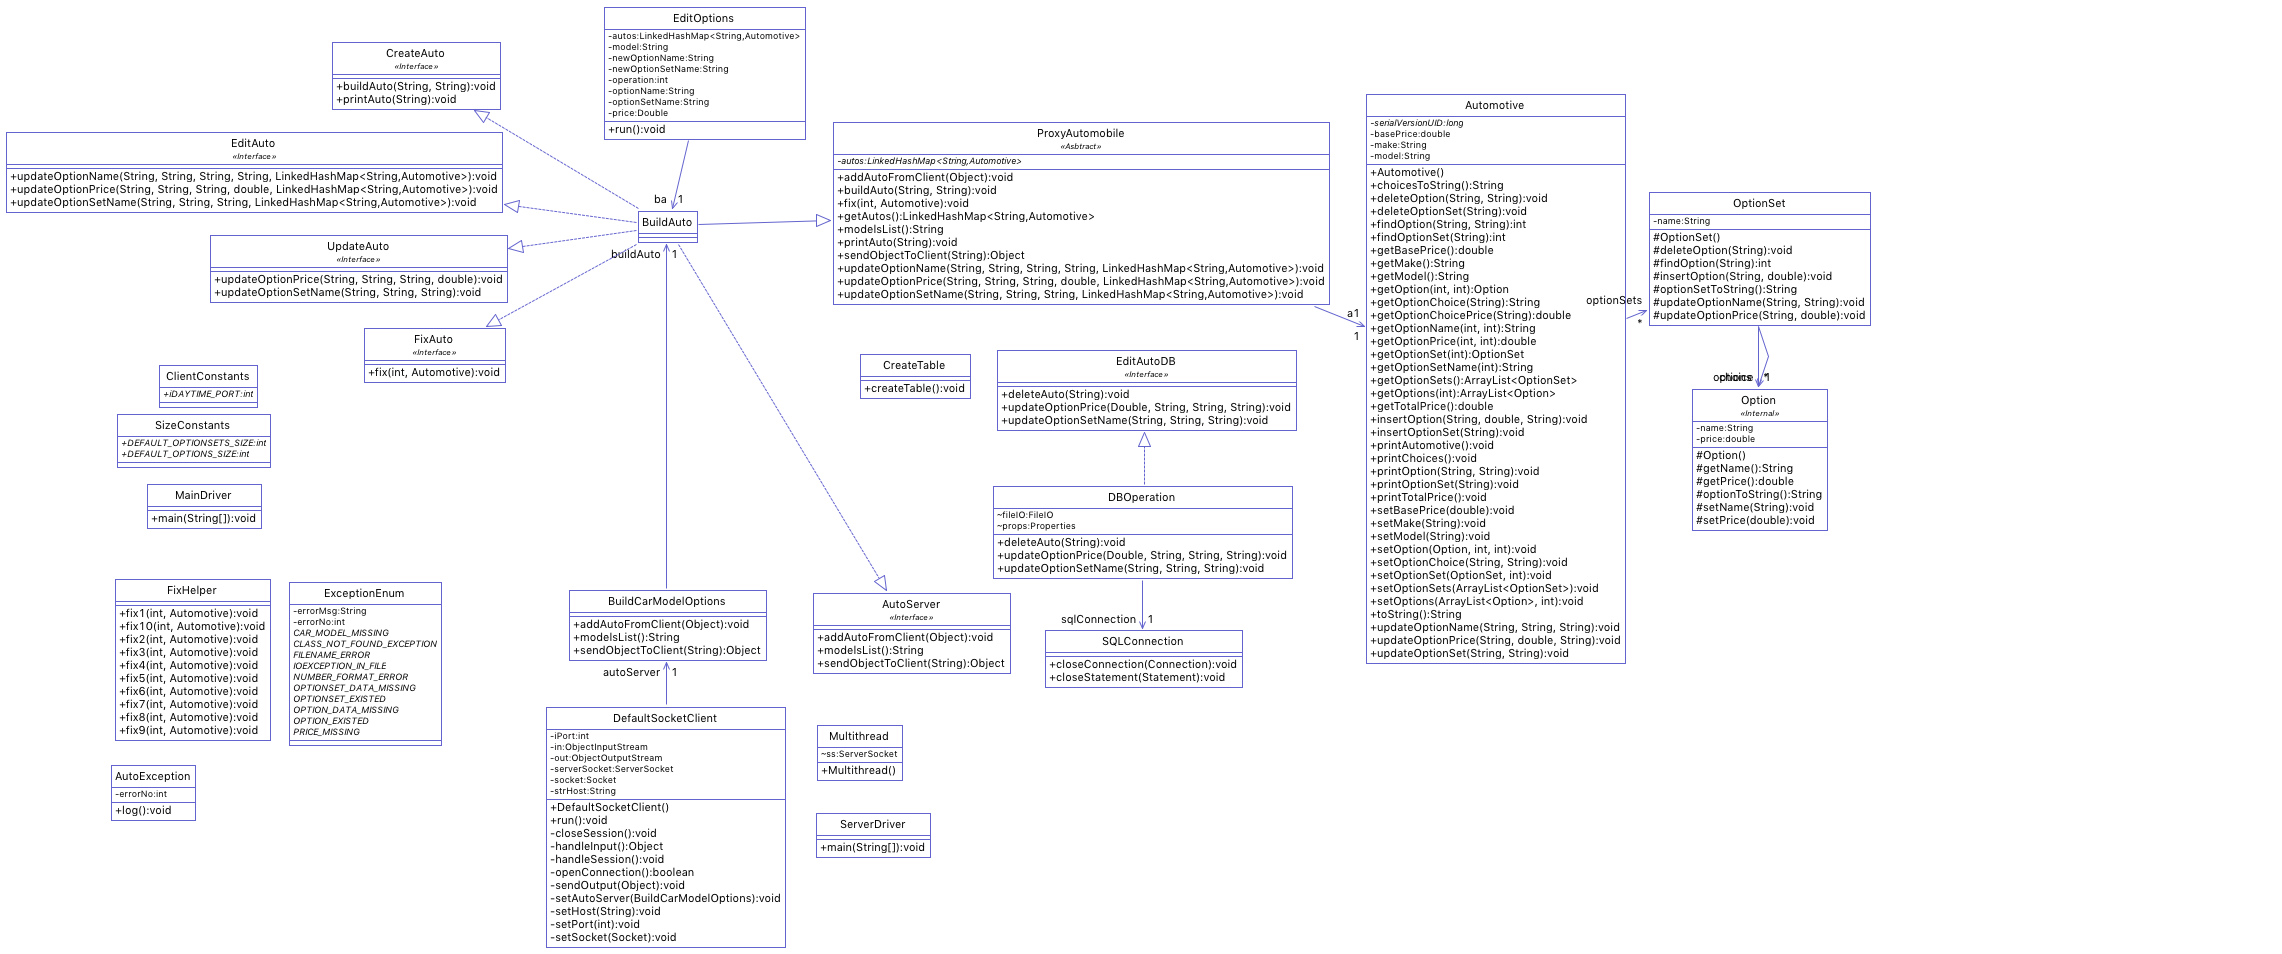 EditOptions
-autos:LinkedHashMap<String,Automotive>
-model:String
-newOptionName:String
-newOptionSetName:String
-operation:int
-optionName:String
-optionSetName:String
-price:Double
+run():void
CreateAuto
«Interface»
+buildAuto(String, String):void
+printAuto(String):void
EditAuto
«Interface»
+updateOptionName(String, String, String, String, LinkedHashMap<String,Automotive>):void
+updateOptionPrice(String, String, String, double, LinkedHashMap<String,Automotive>):void
+updateOptionSetName(String, String, String, LinkedHashMap<String,Automotive>):void
ba
1
BuildAuto
buildAuto
1
UpdateAuto
«Interface»
+updateOptionPrice(String, String, String, double):void
+updateOptionSetName(String, String, String):void
FixAuto
«Interface»
+fix(int, Automotive):void
ProxyAutomobile
«Asbtract»
-autos:LinkedHashMap<String,Automotive>
+addAutoFromClient(Object):void
+buildAuto(String, String):void
+fix(int, Automotive):void
+getAutos():LinkedHashMap<String,Automotive>
+modelsList():String
+printAuto(String):void
+sendObjectToClient(String):Object
+updateOptionName(String, String, String, String, LinkedHashMap<String,Automotive>):void
+updateOptionPrice(String, String, String, double, LinkedHashMap<String,Automotive>):void
+updateOptionSetName(String, String, String, LinkedHashMap<String,Automotive>):void
a1
1
Automotive
-serialVersionUID:long
-basePrice:double
-make:String
-model:String
+Automotive()
+choicesToString():String
+deleteOption(String, String):void
+deleteOptionSet(String):void
+findOption(String, String):int
+findOptionSet(String):int
+getBasePrice():double
+getMake():String
+getModel():String
+getOption(int, int):Option
+getOptionChoice(String):String
+getOptionChoicePrice(String):double
+getOptionName(int, int):String
+getOptionPrice(int, int):double
+getOptionSet(int):OptionSet
+getOptionSetName(int):String
+getOptionSets():ArrayList<OptionSet>
+getOptions(int):ArrayList<Option>
+getTotalPrice():double
+insertOption(String, double, String):void
+insertOptionSet(String):void
+printAutomotive():void
+printChoices():void
+printOption(String, String):void
+printOptionSet(String):void
+printTotalPrice():void
+setBasePrice(double):void
+setMake(String):void
+setModel(String):void
+setOption(Option, int, int):void
+setOptionChoice(String, String):void
+setOptionSet(OptionSet, int):void
+setOptionSets(ArrayList<OptionSet>):void
+setOptions(ArrayList<Option>, int):void
+toString():String
+updateOptionName(String, String, String):void
+updateOptionPrice(String, double, String):void
+updateOptionSet(String, String):void
optionSets
*
OptionSet
-name:String
#OptionSet()
#deleteOption(String):void
#findOption(String):int
#insertOption(String, double):void
#optionSetToString():String
#updateOptionName(String, String):void
#updateOptionPrice(String, double):void
1
Option
«Internal»
-name:String
-price:double
#Option()
#getName():String
#getPrice():double
#optionToString():String
#setName(String):void
#setPrice(double):void
ClientConstants
+iDAYTIME_PORT:int
SizeConstants
+DEFAULT_OPTIONSETS_SIZE:int
+DEFAULT_OPTIONS_SIZE:int
MainDriver
+main(String[]):void
CreateTable
+createTable():void
EditAutoDB
«Interface»
+deleteAuto(String):void
+updateOptionPrice(Double, String, String, String):void
+updateOptionSetName(String, String, String):void
DBOperation
~fileIO:FileIO
~props:Properties
+deleteAuto(String):void
+updateOptionPrice(Double, String, String, String):void
+updateOptionSetName(String, String, String):void
sqlConnection
1
SQLConnection
+closeConnection(Connection):void
+closeStatement(Statement):void
FixHelper
+fix1(int, Automotive):void
+fix10(int, Automotive):void
+fix2(int, Automotive):void
+fix3(int, Automotive):void
+fix4(int, Automotive):void
+fix5(int, Automotive):void
+fix6(int, Automotive):void
+fix7(int, Automotive):void
+fix8(int, Automotive):void
+fix9(int, Automotive):void
ExceptionEnum
-errorMsg:String
-errorNo:int
CAR_MODEL_MISSING
CLASS_NOT_FOUND_EXCEPTION
FILENAME_ERROR
IOEXCEPTION_IN_FILE
NUMBER_FORMAT_ERROR
OPTIONSET_DATA_MISSING
OPTIONSET_EXISTED
OPTION_DATA_MISSING
OPTION_EXISTED
PRICE_MISSING
BuildCarModelOptions
+addAutoFromClient(Object):void
+modelsList():String
+sendObjectToClient(String):Object
autoServer
1
AutoServer
«Interface»
+addAutoFromClient(Object):void
+modelsList():String
+sendObjectToClient(String):Object
DefaultSocketClient
-iPort:int
-in:ObjectInputStream
-out:ObjectOutputStream
-serverSocket:ServerSocket
-socket:Socket
-strHost:String
+DefaultSocketClient()
+run():void
-closeSession():void
-handleInput():Object
-handleSession():void
-openConnection():boolean
-sendOutput(Object):void
-setAutoServer(BuildCarModelOptions):void
-setHost(String):void
-setPort(int):void
-setSocket(Socket):void
Multithread
~ss:ServerSocket
+Multithread()
ServerDriver
+main(String[]):void
AutoException
-errorNo:int
+log():void